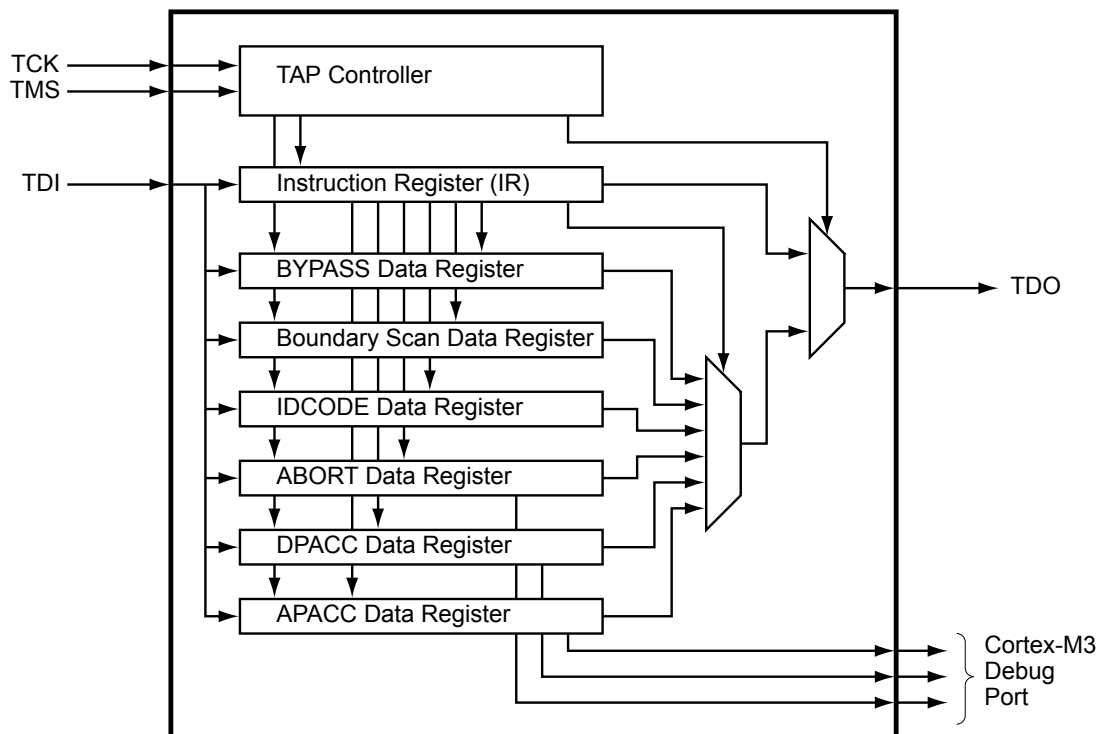 TCK
TMS
TAP Controller
TDI
Instruction Register (IR)
BYPASS Data Register
TDO
Boundary Scan Data Register
IDCODE Data Register
ABORT Data Register
DPACC Data Register
APACC Data Register
Cortex-M3
Debug
Port